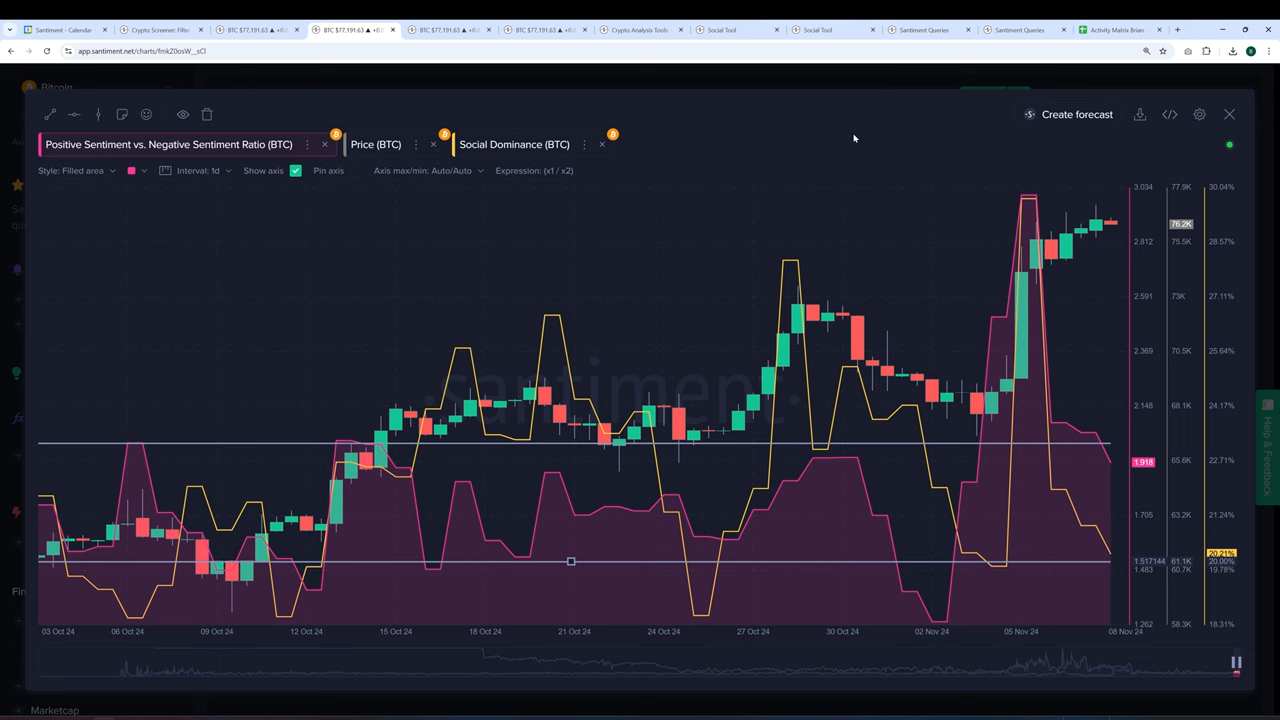 Santiment - Calendar
Crypto Screener: Filter
BTC $77,191.63 ▲ +0.
BTC $77,191.63 ▲ +0.
BTC $77,191.63 ▲ +0.
BTC $77,191.63 ▲ +0.
Crypto Analysis Tools:
Social Tool
Social Tool
Santiment Queries
Santiment Queries
Activity Matrix Brian
app.santiment.net/charts/fmkZ0osW__sCl
Bitcoin
Create forecast
Positive Sentiment vs. Negative Sentiment Ratio (BTC)
Price (BTC)
Social Dominance (BTC)
Style: Filled area
Interval: 1d
Show axis
Pin axis
Axis max/min: Auto/Auto
Expression: (x1 / x2)
3.034 77.9K 30.04%
76.2K
2.812 75.5K 28.57%
2.591 73K 27.11%
2.369 70.5K 25.64%
·santiment·
2.148 68.1K 24.17%
Help & Feedback
65.6K 22.71%
1.918
1.705 63.2K 21.24%
20.21%
1.517144 61.1K 20.00%
1.483 60.7K 19.78%
1.262 58.3K 18.31%
03 Oct 24 06 Oct 24 09 Oct 24 12 Oct 24 15 Oct 24 18 Oct 24 21 Oct 24 24 Oct 24 27 Oct 24 30 Oct 24 02 Nov 24 05 Nov 24 08 Nov 24
Marketcap